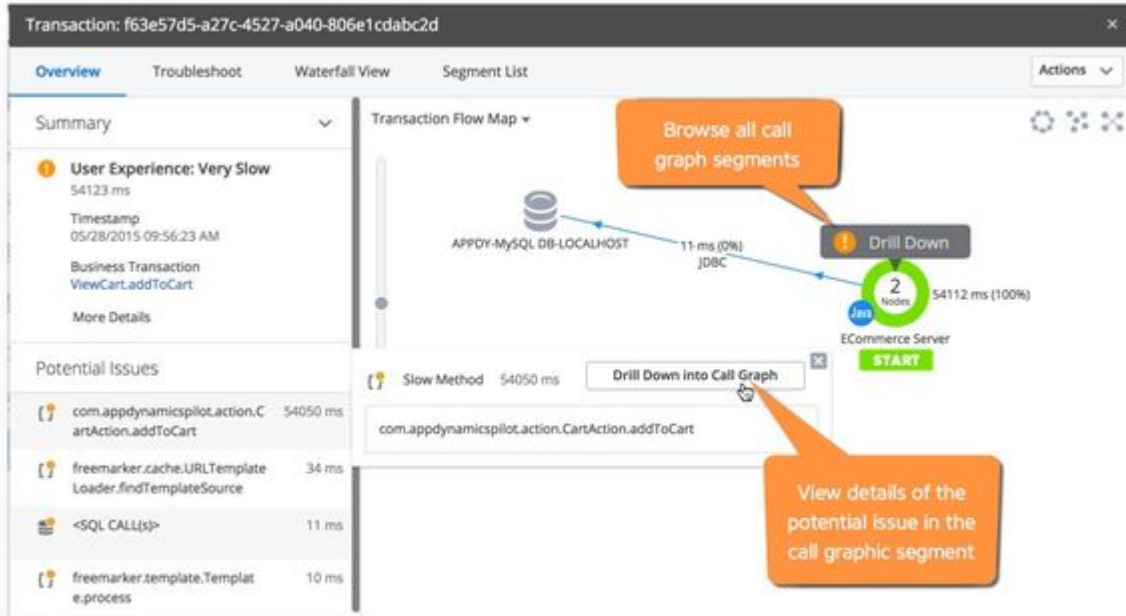 Transaction: f63e57d5-a27c-4527-a040-806e1cdabc2d
Overview Troubleshoot Waterfall View Segment List Actions
Summary
User Experience: Very Slow
54123 ms
Timestamp
05/28/2015 09:56:23 AM
Business Transaction
ViewCart.addToCart
More Details
Potential Issues
com.appdynamicspilot.action.C 54050 ms
artAction.addToCart
freemarker.cache.URLTemplate 34 ms
Loader.findTemplateSource
<SQL CALL(s)> 11 ms
freemarker.template.Templat 10 ms
e.process
Transaction Flow Map
Browse all call
graph segments
APPDY-MySQL DB-LOCALHOST
11 ms (0%)
JDBC
Drill Down
2
Nodes
54112 ms (100%)
Java
ECommerce Server
START
Slow Method 54050 ms Drill Down into Call Graph
com.appdynamicspilot.action.CartAction.addToCart
View details of the
potential issue in the
call graphic segment